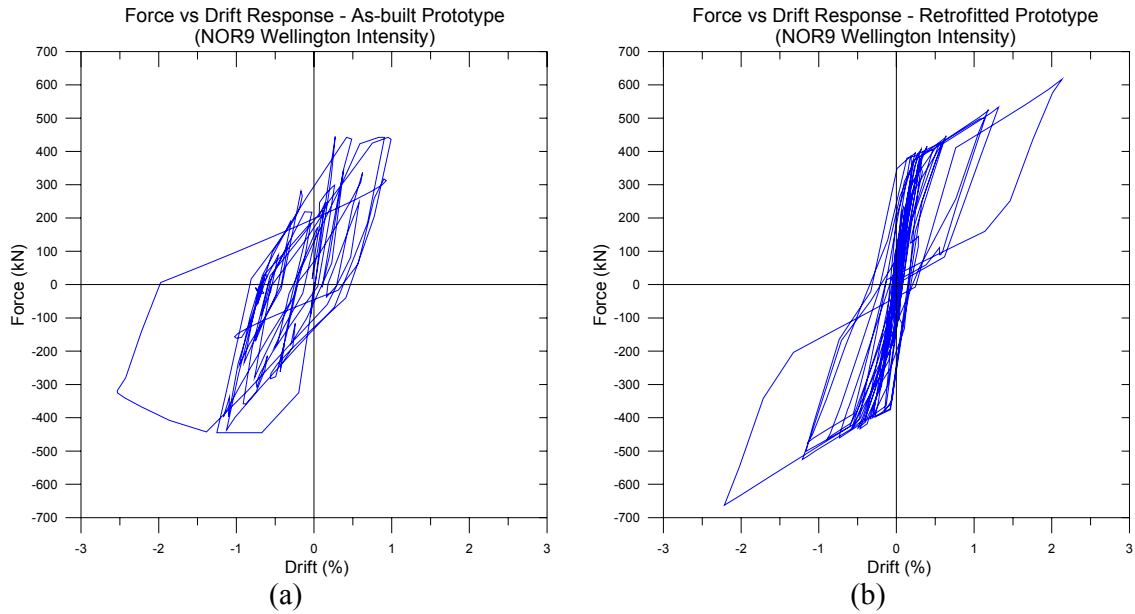 Force vs Drift Response - As-built Prototype
(NOR9 Wellington Intensity)
700
600
500
400
300
200
100
0
-100
-200
-300
-400
-500
-600
-700
Force (kN)
-3 -2 -1 0 1 2 3
Drift (%)
(a)
Force vs Drift Response - Retrofitted Prototype
(NOR9 Wellington Intensity)
700
600
500
400
300
200
100
0
-100
-200
-300
-400
-500
-600
-700
Force (kN)
-3 -2 -1 0 1 2 3
Drift (%)
(b)